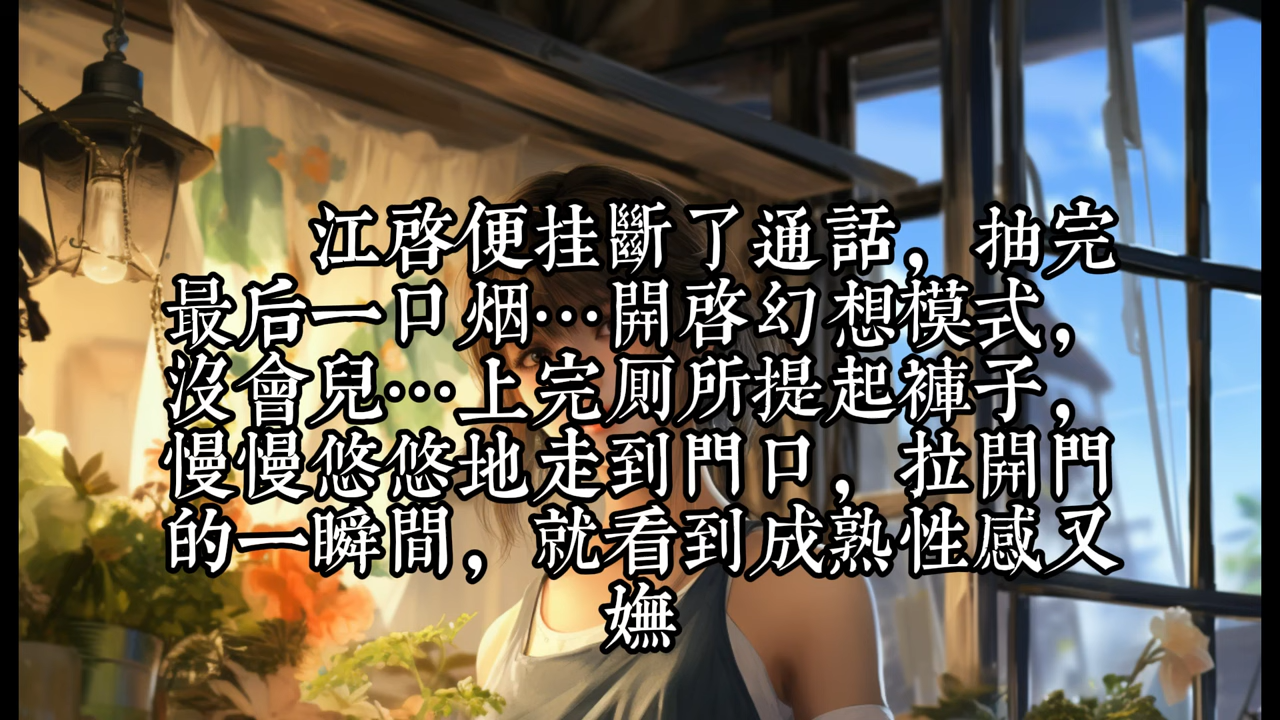 江啓便挂斷了通話，抽完
最后一口烟…開啓幻想模式，
沒會兒…上完厠所提起褲子，
慢慢悠悠地走到門口，拉開門
的一瞬間，就看到成熟性感又
嫵